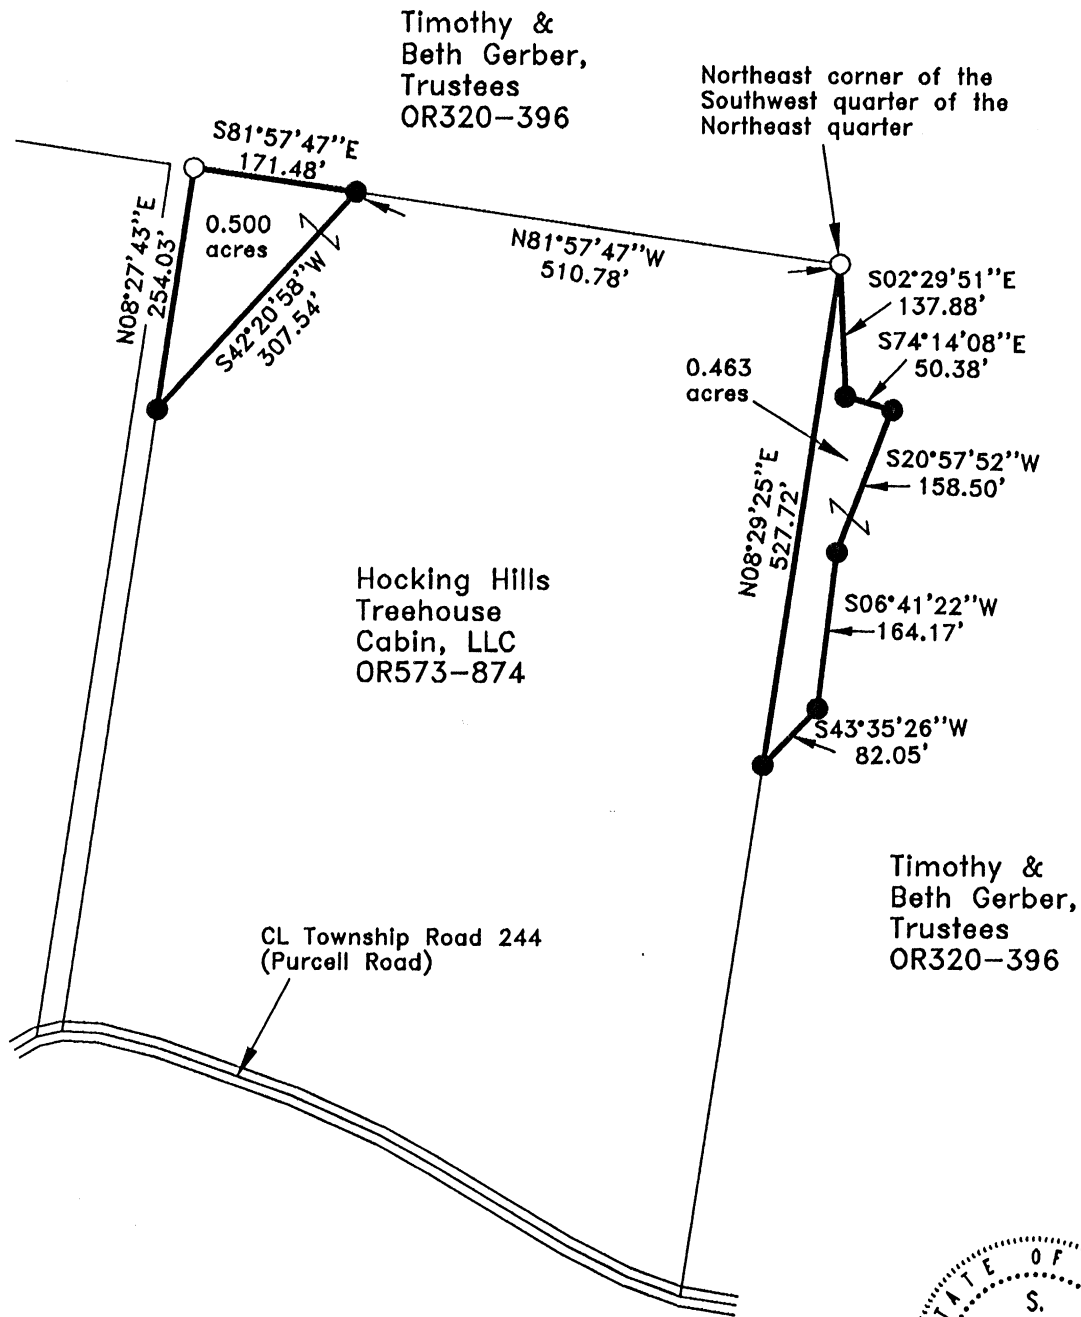 Timothy &
Beth Gerber,
Trustees
OR320-396
Northeast corner of the
Southwest quarter of the
Northeast quarter
S81°57'47"E
171.48'
N08°27'43"E
254.03'
0.500
acres
S42°20'58"W
307.54'
N81°57'47"W
510.78'
S02°29'51"E
137.88'
S74°14'08"E
50.38'
0.463
acres
S20°57'52"W
158.50'
N08°29'25"E
527.72'
Hocking Hills
Treehouse
Cabin, LLC
OR573-874
S06°41'22"W
164.17'
S43°35'26"W
82.05'
Timothy &
Beth Gerber,
Trustees
OR320-396
CL Township Road 244
(Purcell Road)
TATE OF
S.